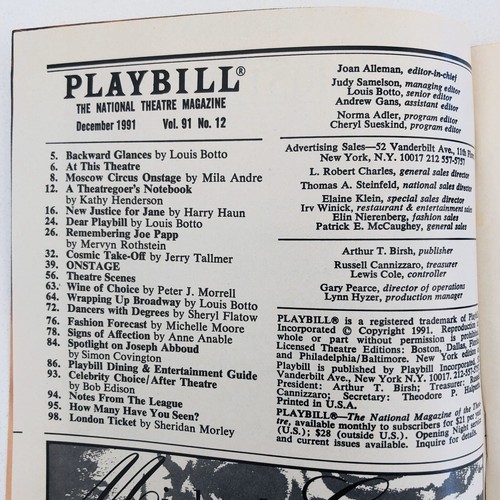 PLAYBILL®
THE NATIONAL THEATRE MAGAZINE
December 1991 Vol. 91 No. 12
5. Backward Glances by Louis Botto
6. At This Theatre
8. Moscow Circus Onstage by Mila Andre
12. A Theatregoer's Notebook
by Kathy Henderson
16. New Justice for Jane by Harry Haun
24. Dear Playbill by Louis Botto
26. Remembering Joe Papp
by Mervyn Rothstein
32. Cosmic Take-Off by Jerry Tallmer
39. ONSTAGE
56. Theatre Scenes
63. Wine of Choice by Peter J. Morrell
64. Wrapping Up Broadway by Louis Botto
72. Dancers with Degrees by Sheryl Flatow
76. Fashion Forecast by Michelle Moore
78. Signs of Affection by Anne Anable
84. Spotlight on Joseph Abboud
by Simon Covington
86. Playbill Dining & Entertainment Guide
93. Celebrity Choice/After Theatre
by Bob Edison
94. Notes From The League
95. How Many Have You Seen?
98. London Ticket by Sheridan Morley
Joan Alleman, editor-in-chief
Judy Samelson, managing editor
Louis Botto, senior editor
Andrew Gans, assistant editor
Norma Adler, program editor
Cheryl Sueskind, program editor
Advertising Sales—52 Vanderbilt Ave., 11th
New York, N.Y. 10017 212 557-5757
L. Robert Charles, general sales director
Thomas A. Steinfeld, national sales director
Elaine Klein, special sales director
Irv Winick, restaurant & entertainment sales
Elin Nierenberg, fashion sales
Patrick E. McCaughey, general sales
Arthur T. Birsh, publisher
Russell Cannizzaro, treasurer
Lewis Cole, controller
Gary Pearce, director of operations
Lynn Hyzer, production manager
PLAYBILL® is a registered trademark of
Incorporated © Copyright 1991. Reproduction
whole or part without permission is
Licensed Theatre Editions: Boston, Dallas,
and Philadelphia/Baltimore. New York edition
Playbill is published by Playbill Incorporated,
Vanderbilt Ave., New York N.Y. 10017. 212
President: Arthur T. Birsh; Treasurer:
Cannizzaro; Secretary: Theodore P.
Printed in U.S.A.
PLAYBILL®—The National Magazine of the
tre, available monthly to subscribers for $21 per
(U.S.); $28 (outside U.S.). Opening Night
and current issues available. Inquire for details.